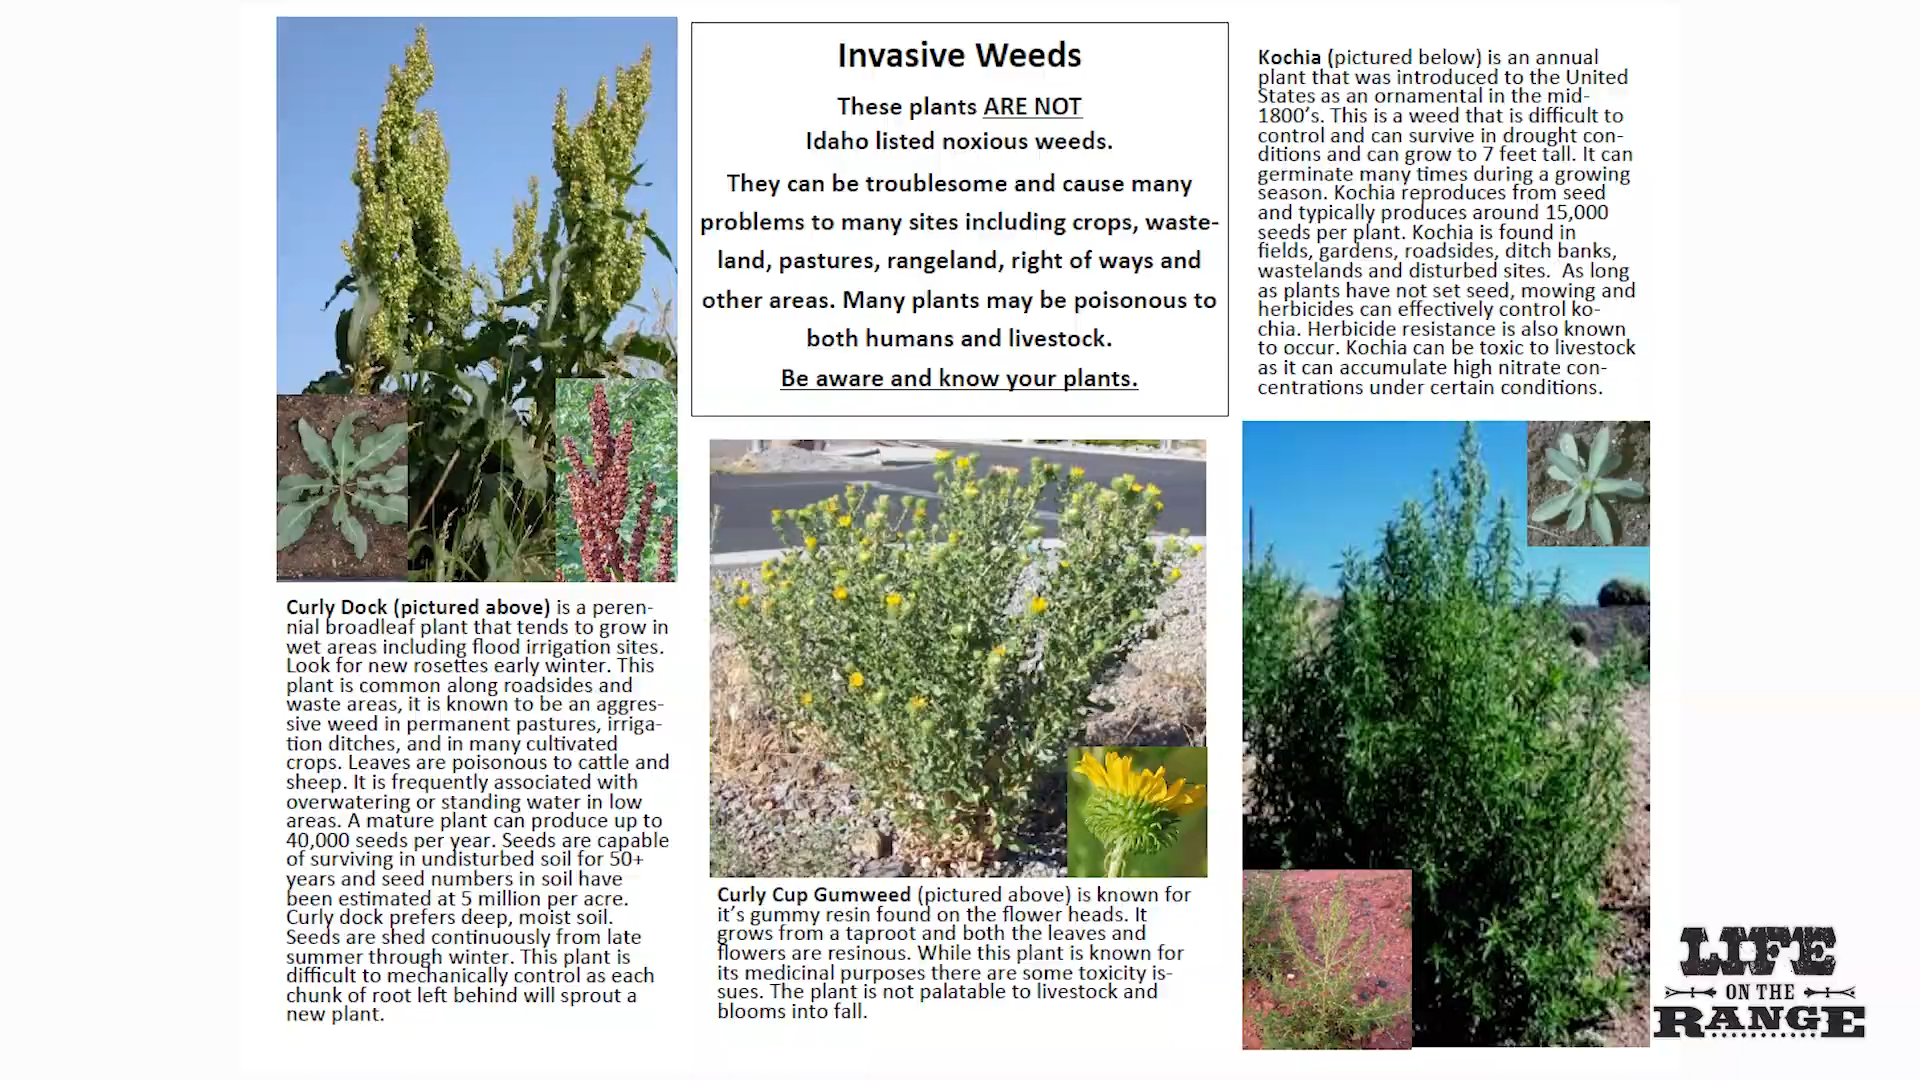 Invasive Weeds
These plants ARE NOT
Idaho listed noxious weeds.
They can be troublesome and cause many
problems to many sites including crops, waste-
land, pastures, rangeland, right of ways and
other areas. Many plants may be poisonous to
both humans and livestock.
Be aware and know your plants.
Curly Dock (pictured above) is a peren-
nial broadleaf plant that tends to grow in
wet areas including flood irrigation sites.
Look for new rosettes early winter. This
plant is common along roadsides and
waste areas, it is known to be an aggres-
sive weed in permanent pastures, irriga-
tion ditches, and in many cultivated
crops. Leaves are poisonous to cattle and
sheep. It is frequently associated with
overwatering or standing water in low
areas. A mature plant can produce up to
40,000 seeds per year. Seeds are capable
of surviving in undisturbed soil for 50+
years and seed numbers in soil have
been estimated at 5 million per acre.
Curly dock prefers deep, moist soil.
Seeds are shed continuously from late
summer through winter. This plant is
difficult to mechanically control as each
chunk of root left behind will sprout a
new plant.
Curly Cup Gumweed (pictured above) is known for
it's gummy resin found on the flower heads. It
grows from a taproot and both the leaves and
flowers are resinous. While this plant is known for
its medicinal purposes there are some toxicity is-
sues. The plant is not palatable to livestock and
blooms into fall.
Kochia (pictured below) is an annual
plant that was introduced to the United
States as an ornamental in the mid-
1800's. This is a weed that is difficult to
control and can survive in drought con-
ditions and can grow to 7 feet tall. It can
germinate many times during a growing
season. Kochia reproduces from seed
and typically produces around 15,000
seeds per plant. Kochia is found in
fields, gardens, roadsides, ditch banks,
wastelands and disturbed sites.  As long
as plants have not set seed, mowing and
herbicides can effectively control ko-
chia. Herbicide resistance is also known
to occur. Kochia can be toxic to livestock
as it can accumulate high nitrate con-
centrations under certain conditions.
LIFE
ON THE
RANGE